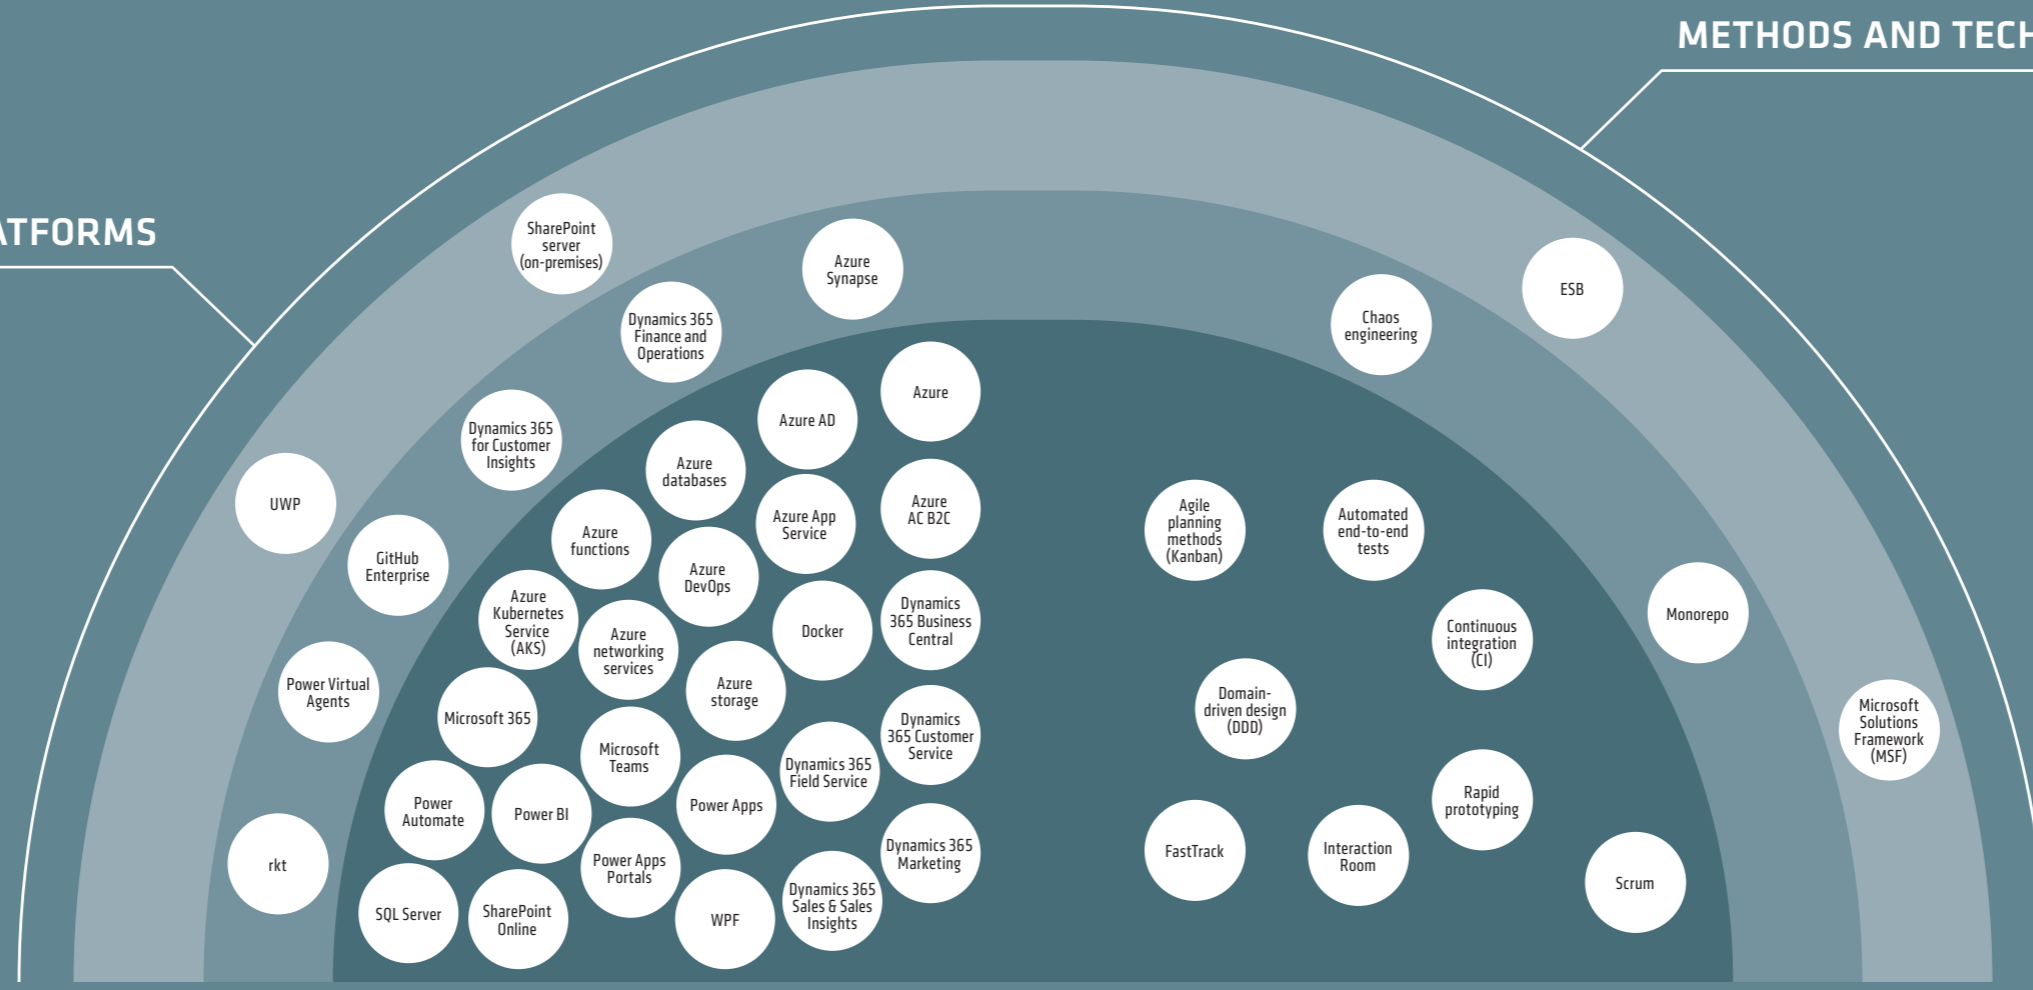 METHODS AND TECH
ATFORMS
SharePoint
server
(on-premises)
Azure
Synapse
Dynamics 365
Finance and
Operations
Dynamics 365
for Customer
Insights
UWP
GitHub
Enterprise
Power Virtual
Agents
rkt
Azure
Azure AD
Azure
databases
Azure
AC B2C
Azure App
Service
Azure
functions
Azure
DevOps
Azure
Kubernetes
Service
(AKS)
Azure
networking
services
Docker
Dynamics
365 Business
Central
Azure
storage
Microsoft 365
Microsoft
Teams
Dynamics 365
Field Service
Dynamics
365 Customer
Service
Power
Automate
Power BI
Power Apps
Power Apps
Portals
Dynamics 365
Marketing
SQL Server
SharePoint
Online
WPF
Dynamics 365
Sales & Sales
Insights
ESB
Chaos
engineering
Agile
planning
methods
(Kanban)
Automated
end-to-end
tests
Continuous
integration
(CI)
Monorepo
Domain-
driven design
(DDD)
Microsoft
Solutions
Framework
(MSF)
Rapid
prototyping
FastTrack
Interaction
Room
Scrum